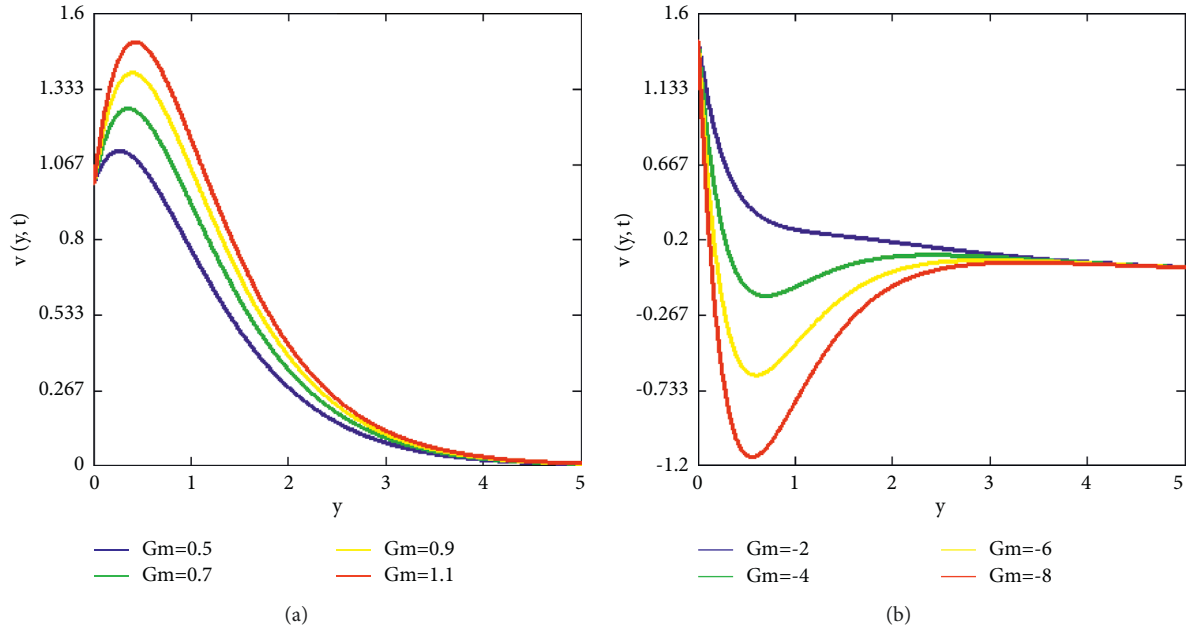 1.6
1.333
1.067
0.8
0.533
0.267
0
v (y, t)
0 1 2 3 4 5
y
Gm=0.5
Gm=0.7
Gm=0.9
Gm=1.1
(a)
1.6
1.133
0.667
0.2
-0.267
-0.733
-1.2
v (y, t)
0 1 2 3 4 5
y
Gm=-2
Gm=-4
Gm=-6
Gm=-8
(b)